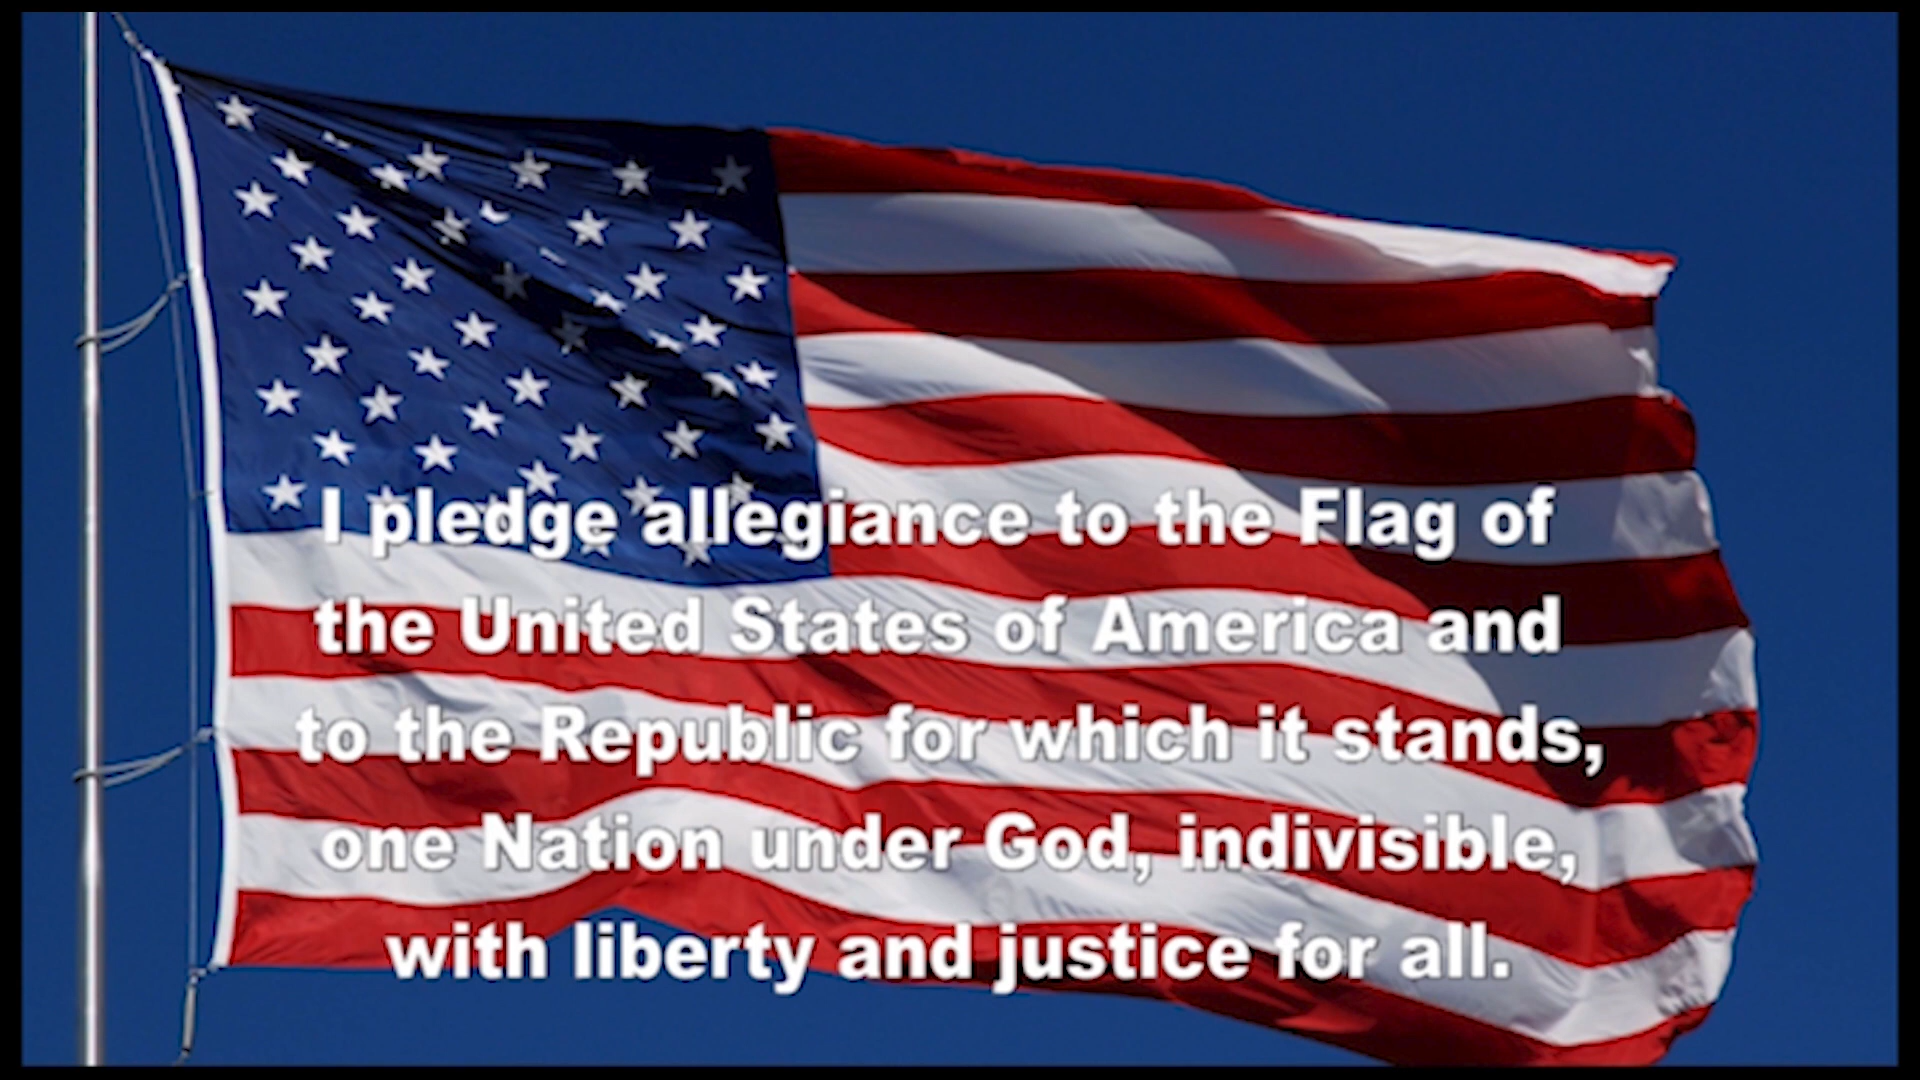 I pledge allegiance to the Flag of
the United States of America and
to the Republic for which it stands,
one Nation under God, indivisible,
with liberty and justice for all.